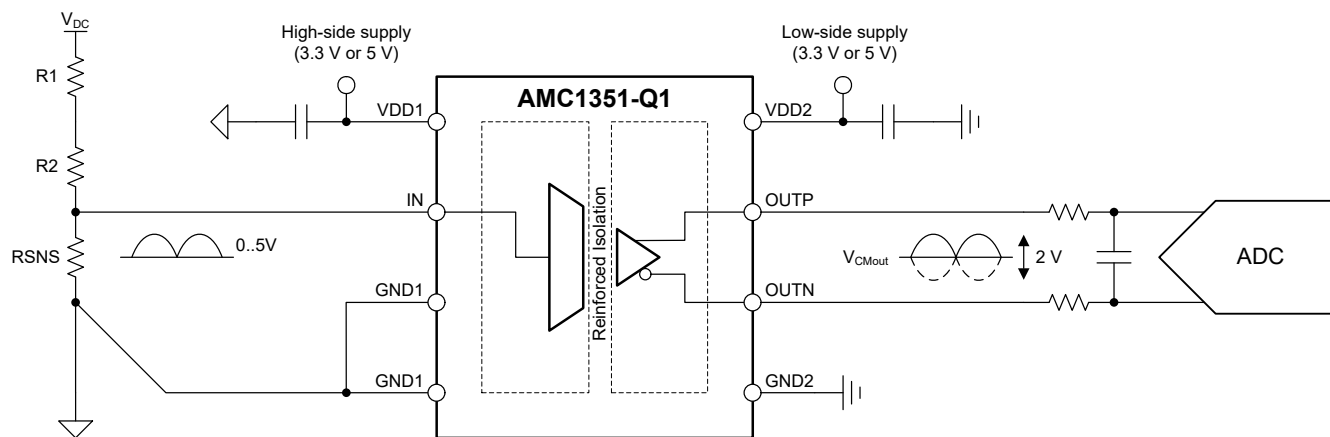 VDC
High-side supply
(3.3 V or 5 V)
Low-side supply
(3.3 V or 5 V)
R1
AMC1351-Q1
VDD1
VDD2
R2
IN
OUTP
Reinforced Isolation
RSNS
0..5V
VCMout
2 V
ADC
GND1
OUTN
GND1
GND2